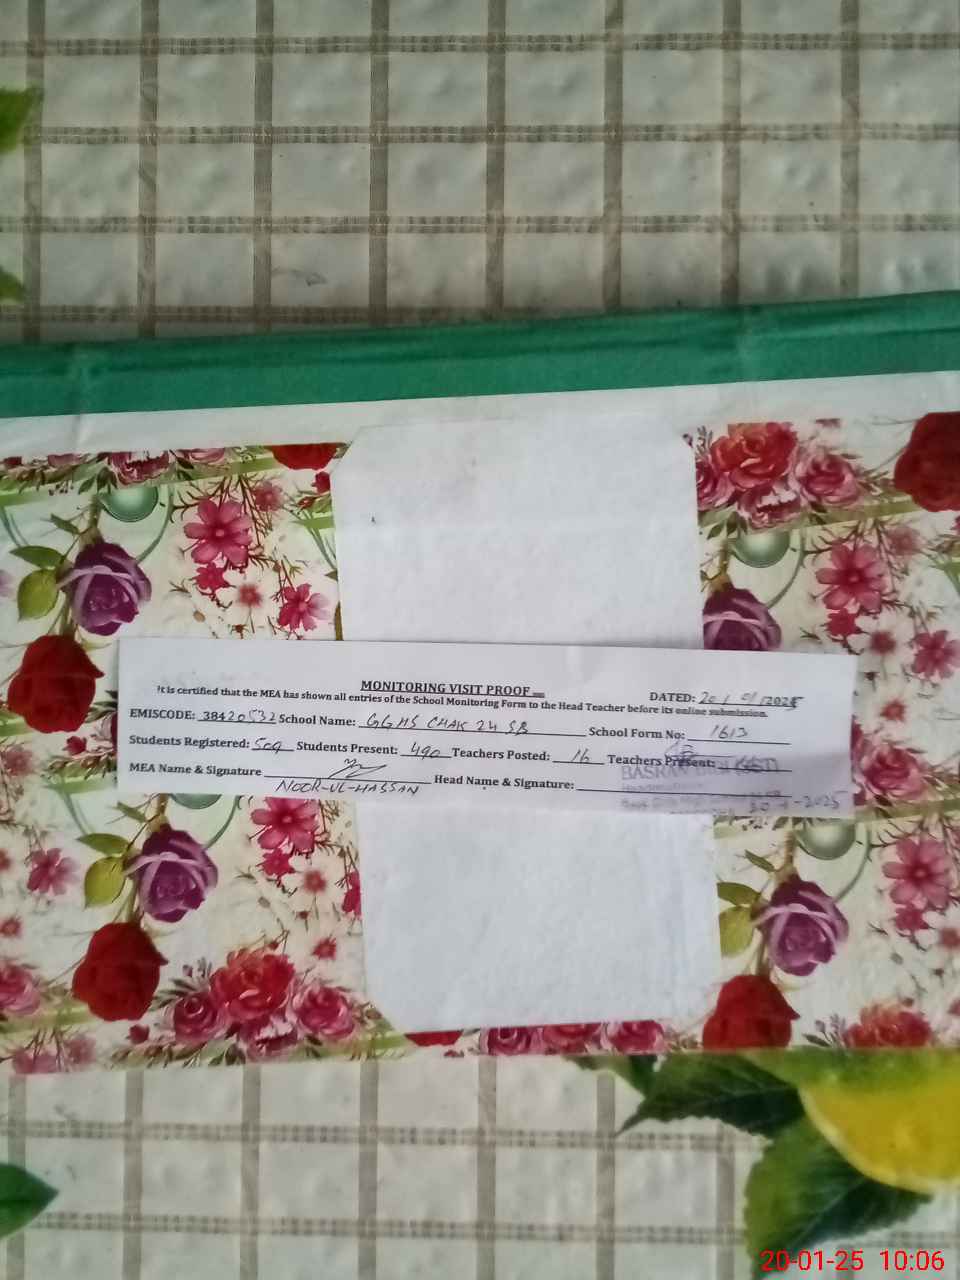 MONITORING VISIT PROOF
DATED: 20/01/2025
It is certified that the MEA has shown all entries of the School Monitoring Form to the Head Teacher before its online submission.
EMISCODE: 38420532 School Name: GGHS CHAK 24 SB School Form No: 1613
Students Registered: 509 Students Present: 490 Teachers Posted: 16 Teachers Present:
MEA Name & Signature Head Name & Signature:
NOOR-UL-HASSAN
20-1-2025
20-01-25 10:06